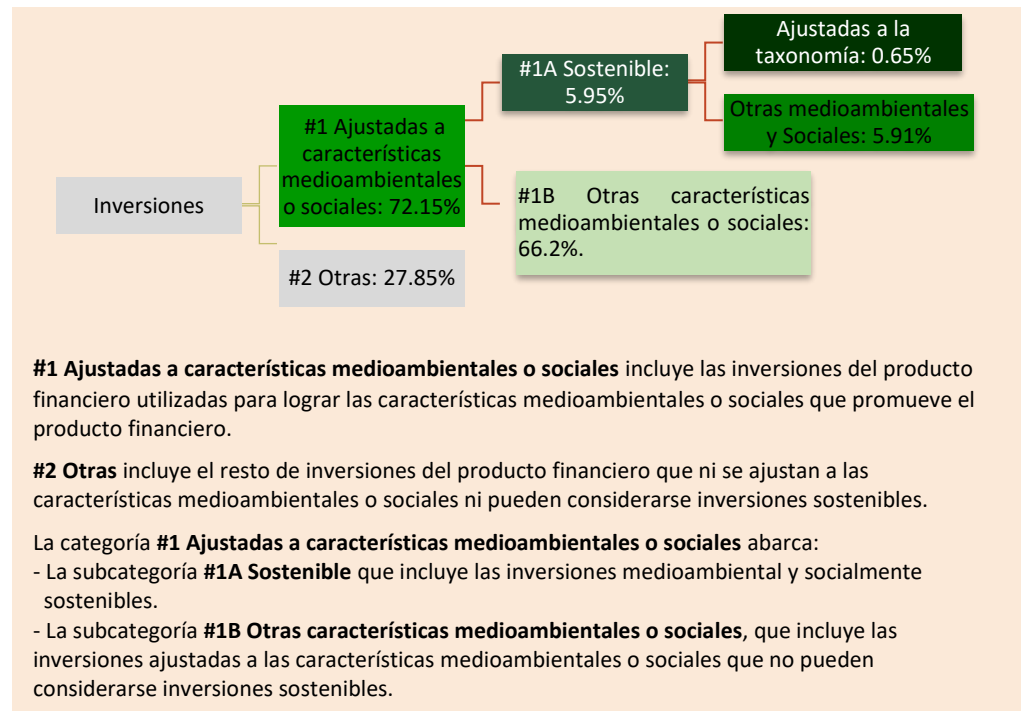 Inversiones
#1 Ajustadas a
características
medioambientales
o sociales: 72.15%
#2 Otras: 27.85%
#1A Sostenible:
5.95%
#1B Otras características
medioambientales o sociales:
66.2%.
Ajustadas a la
taxonomía: 0.65%
Otras medioambientales
y Sociales: 5.91%
#1 Ajustadas a características medioambientales o sociales incluye las inversiones del producto
financiero utilizadas para lograr las características medioambientales o sociales que promueve el
producto financiero.
#2 Otras incluye el resto de inversiones del producto financiero que ni se ajustan a las
características medioambientales o sociales ni pueden considerarse inversiones sostenibles.
La categoría #1 Ajustadas a características medioambientales o sociales abarca:
- La subcategoría #1A Sostenible que incluye las inversiones medioambiental y socialmente
sostenibles.
- La subcategoría #1B Otras características medioambientales o sociales, que incluye las
inversiones ajustadas a las características medioambientales o sociales que no pueden
considerarse inversiones sostenibles.